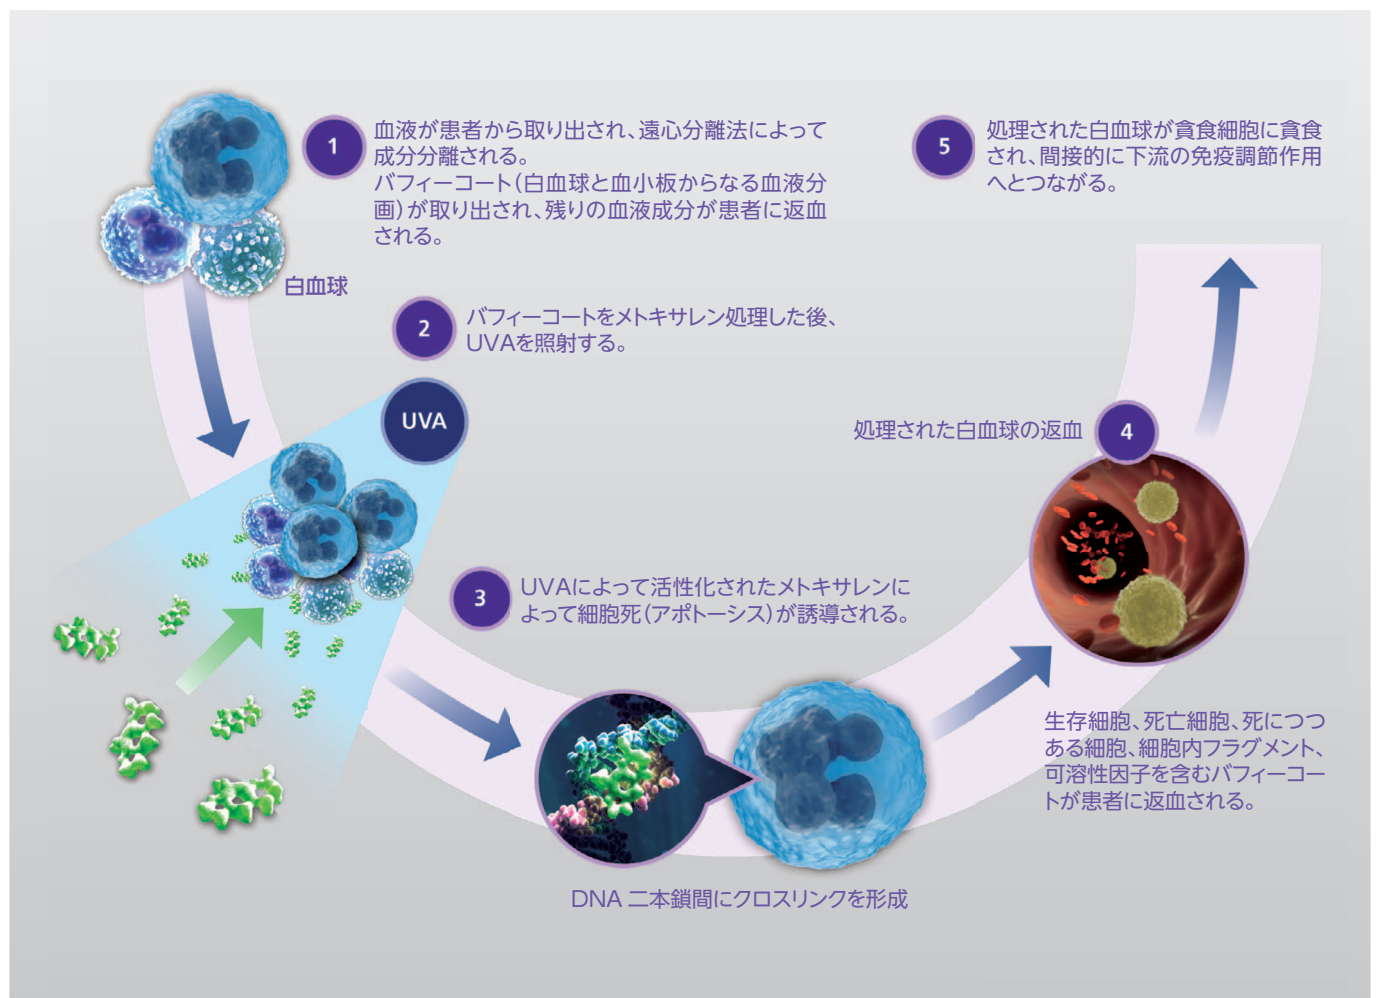 1
血液が患者から取り出され、遠心分離法によって
成分分離される。
バフィーコート（白血球と血小板からなる血液分
画）が取り出され、残りの血液成分が患者に返血
される。
白血球
2
バフィーコートをメトキサレン処理した後、
UVAを照射する。
UVA
3
UVAによって活性化されたメトキサレンに
よって細胞死（アポトーシス）が誘導される。
DNA 二本鎖間にクロスリンクを形成
処理された白血球の返血
4
生存細胞、死亡細胞、死につつ
ある細胞、細胞内フラグメント、
可溶性因子を含むバフィーコー
トが患者に返血される。
5
処理された白血球が貪食細胞に貪食
され、間接的に下流の免疫調節作用
へとつながる。